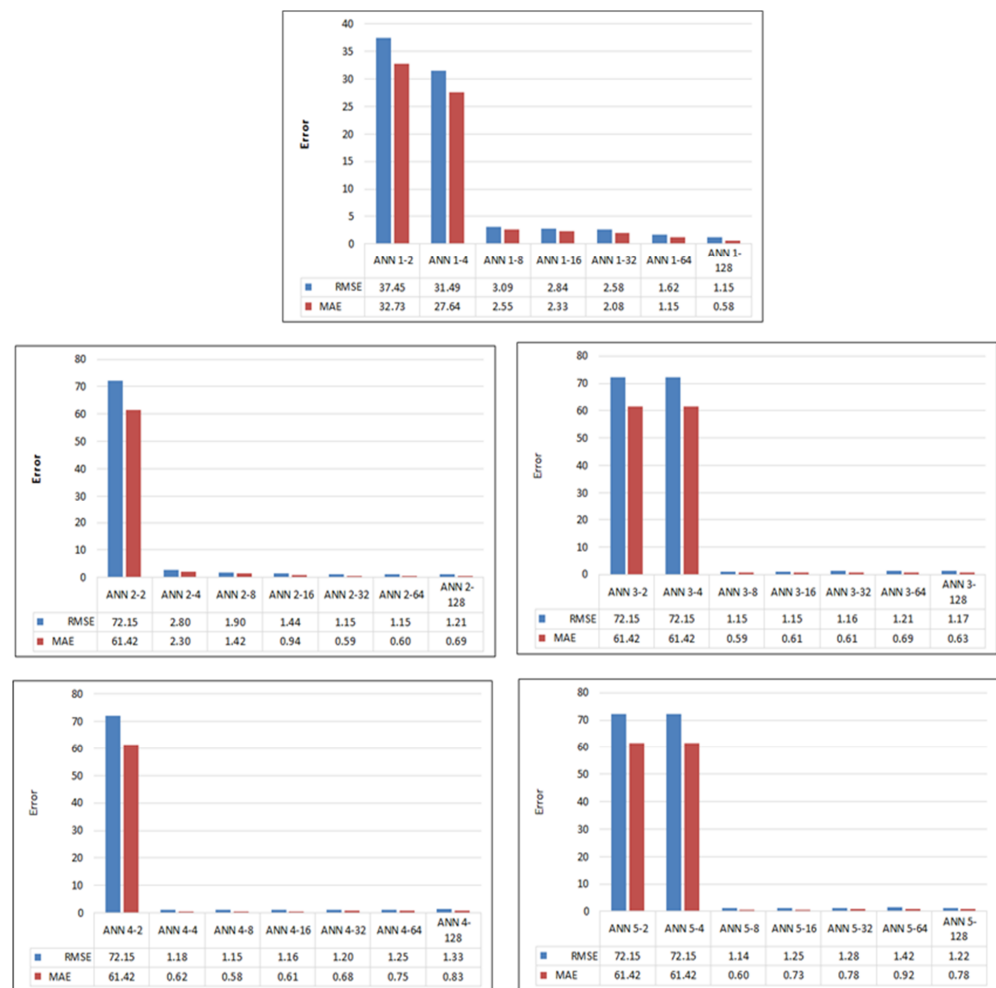 40
35
30
25
20
15
10
5
0
Error
ANN 1-2 ANN 1-4 ANN 1-8 ANN 1-16 ANN 1-32 ANN 1-64 ANN 1-
128
RMSE 37.45 31.49 3.09 2.84 2.58 1.62 1.15
MAE 32.73 27.64 2.55 2.33 2.08 1.15 0.58
80
70
60
50
40
30
20
10
0
Error
ANN 2-2 ANN 2-4 ANN 2-8 ANN 2-16 ANN 2-32 ANN 2-64 ANN 2-
128
RMSE 72.15 2.80 1.90 1.44 1.15 1.15 1.21
MAE 61.42 2.30 1.42 0.94 0.59 0.60 0.69
80
70
60
50
40
30
20
10
0
Error
ANN 3-2 ANN 3-4 ANN 3-8 ANN 3-16 ANN 3-32 ANN 3-64 ANN 3-
128
RMSE 72.15 72.15 1.15 1.15 1.16 1.21 1.17
MAE 61.42 61.42 0.59 0.61 0.61 0.69 0.63
80
70
60
50
40
30
20
10
0
Error
ANN 4-2 ANN 4-4 ANN 4-8 ANN 4-16 ANN 4-32 ANN 4-64 ANN 4-
128
RMSE 72.15 1.18 1.15 1.16 1.20 1.25 1.33
MAE 61.42 0.62 0.58 0.61 0.68 0.75 0.83
80
70
60
50
40
30
20
10
0
Error
ANN 5-2 ANN 5-4 ANN 5-8 ANN 5-16 ANN 5-32 ANN 5-64 ANN 5-
128
RMSE 72.15 72.15 1.14 1.25 1.28 1.42 1.22
MAE 61.42 61.42 0.60 0.73 0.78 0.92 0.78